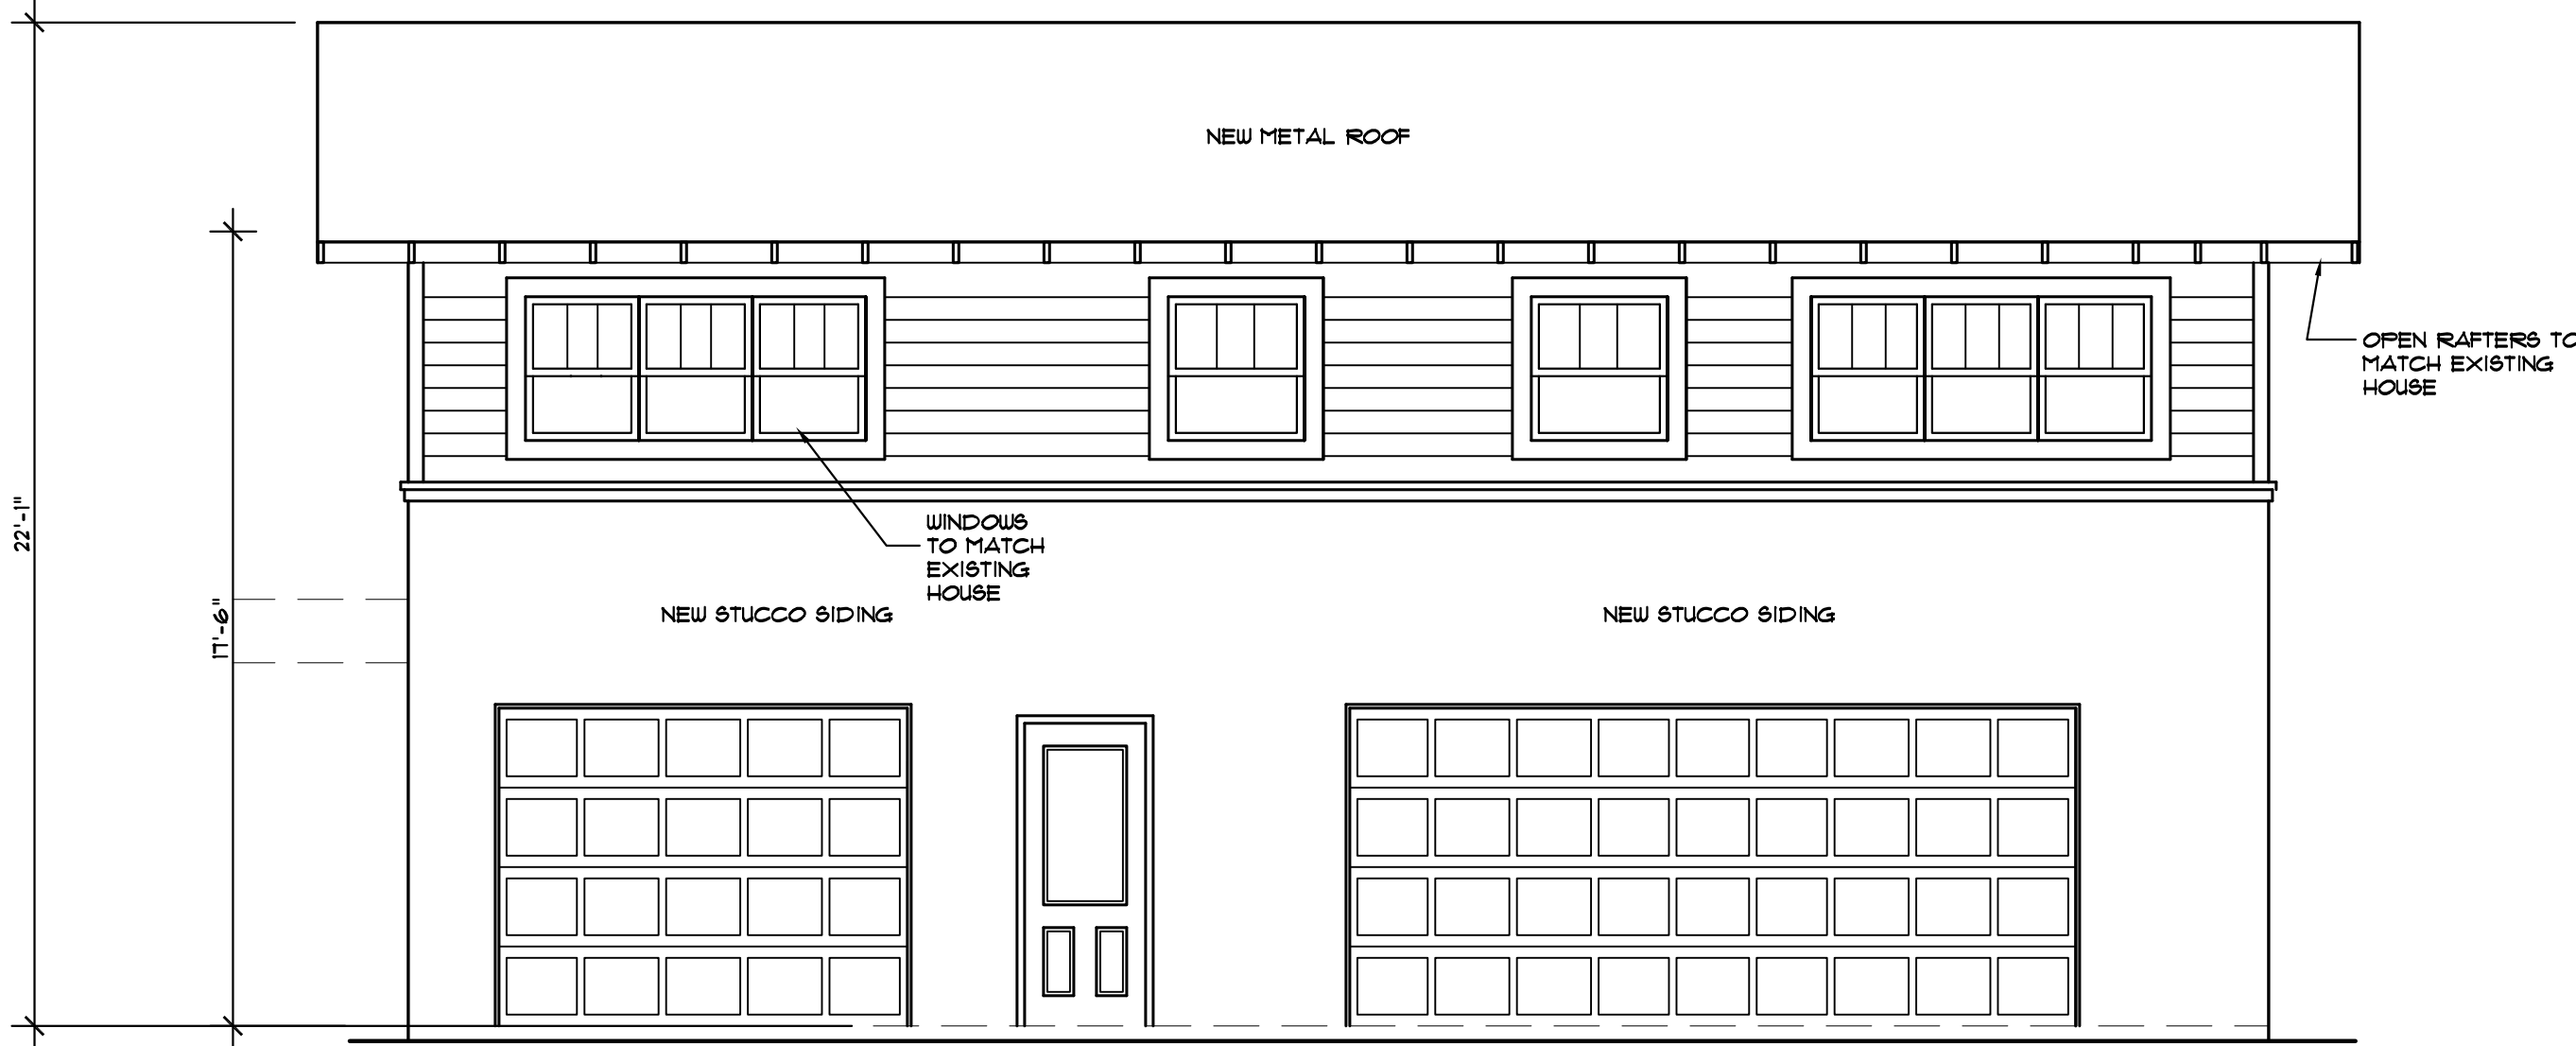 NEW METAL ROOF
OPEN RAFTERS TO
MATCH EXISTING
HOUSE
22'-1"
17'-6"
WINDOWS
TO MATCH
EXISTING
HOUSE
NEW STUCCO SIDING
NEW STUCCO SIDING